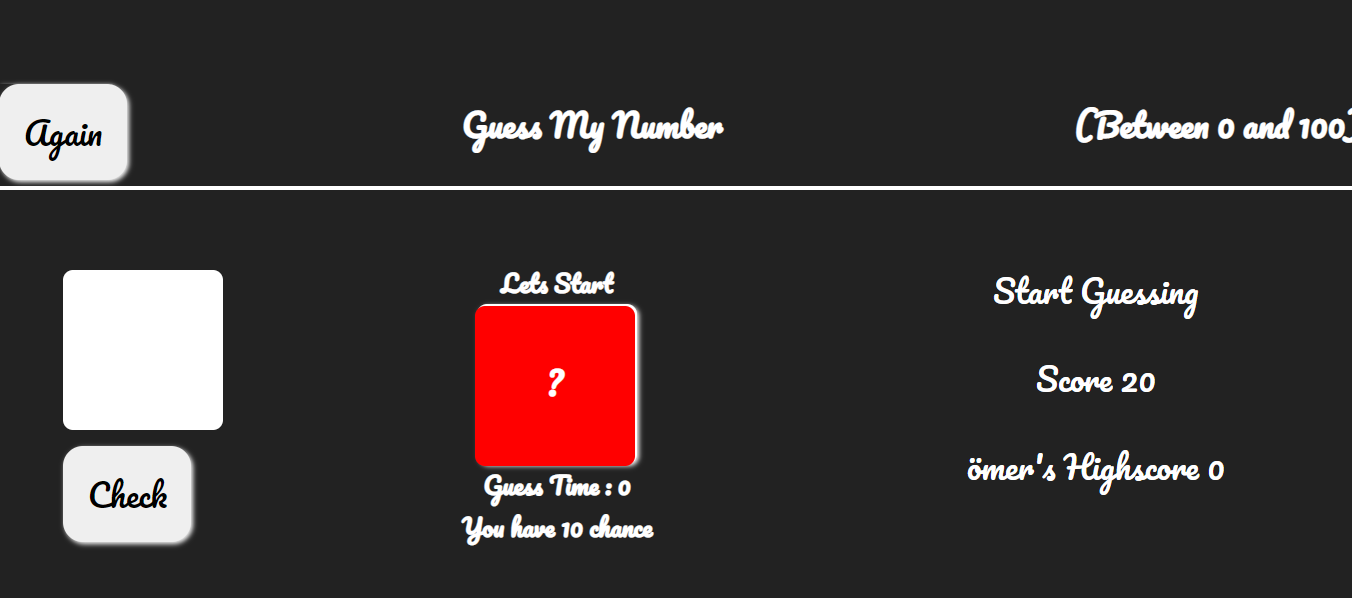 Again
Guess My Number
(Between 0 and 100)
Lets Start
?
Guess Time : 0
You have 10 chance
Check
Start Guessing
Score 20
ömer's Highscore 0